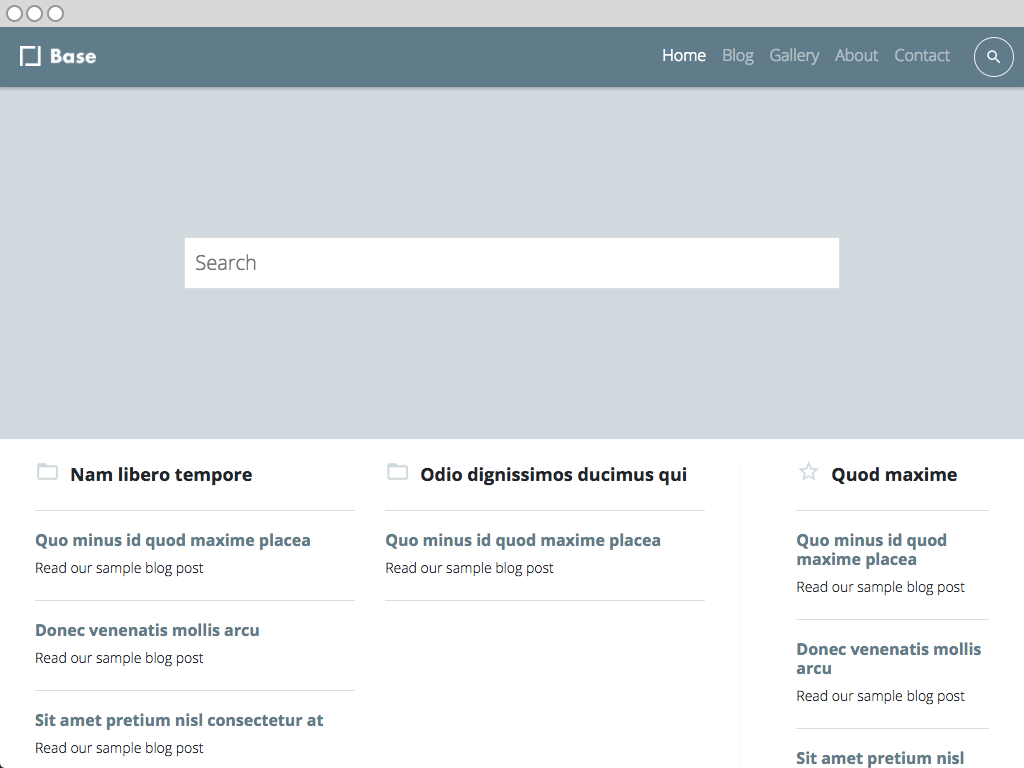 Base
Home Blog Gallery About Contact
Search
Nam libero tempore
Quo minus id quod maxime placea
Read our sample blog post
Donec venenatis mollis arcu
Read our sample blog post
Sit amet pretium nisl consectetur at
Read our sample blog post
Odio dignissimos ducimus qui
Quo minus id quod maxime placea
Read our sample blog post
Quod maxime
Quo minus id quod
maxime placea
Read our sample blog post
Donec venenatis mollis
arcu
Read our sample blog post
Sit amet pretium nisl